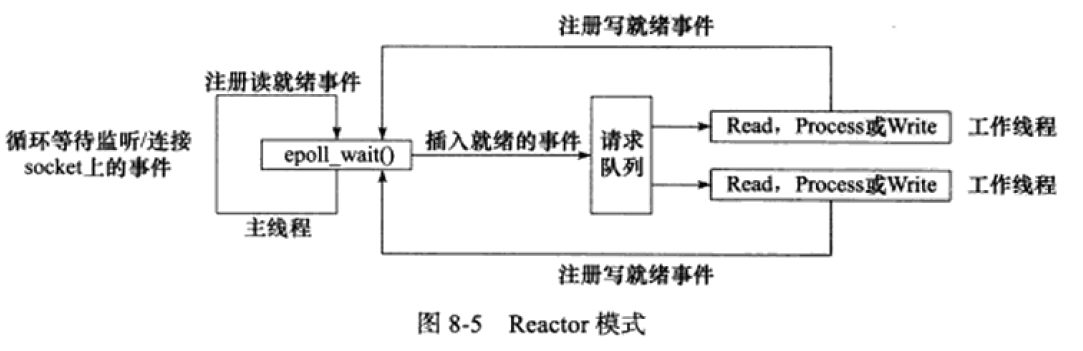 注册写就绪事件
注册读就绪事件
循环等待监听/连接
socket上的事件
epoll_wait()
插入就绪的事件
请求
队列
Read，Process或Write
工作线程
Read，Process或Write
工作线程
主线程
注册写就绪事件
图 8-5 Reactor 模式